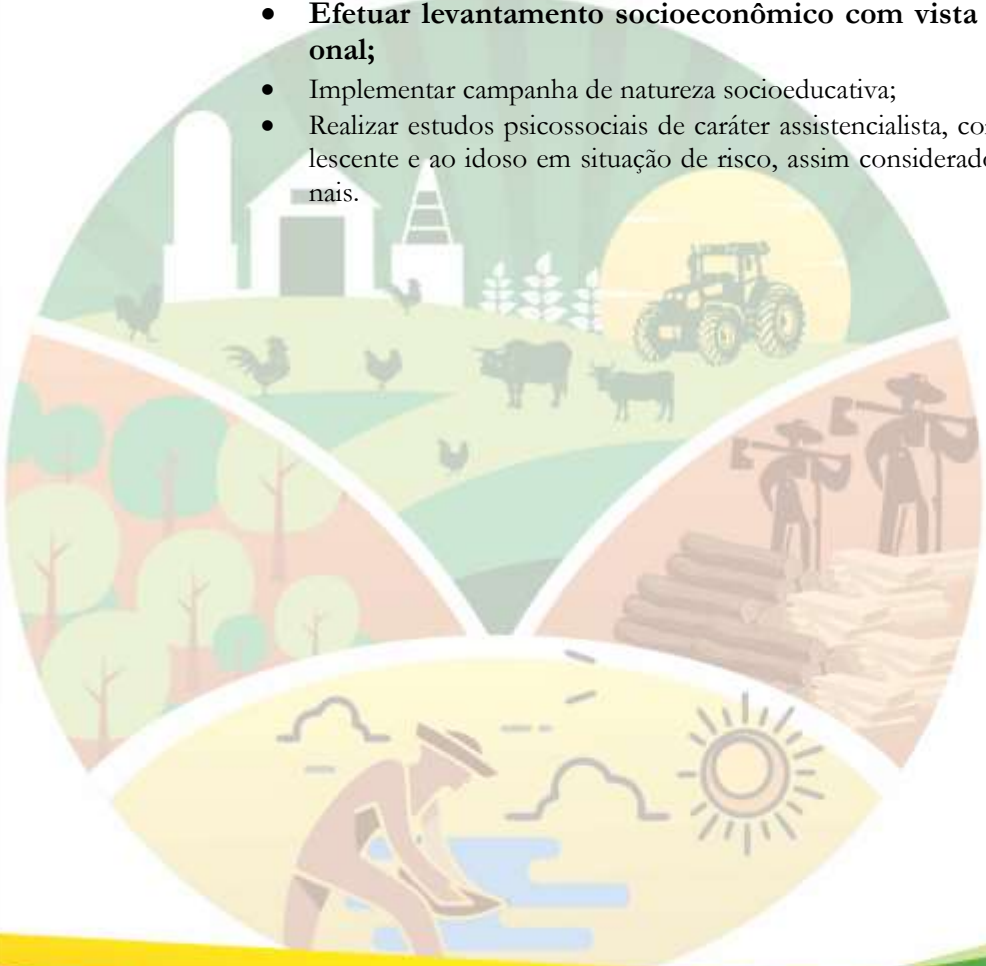 • Efetuar levantamento socioeconômico com vista
onal;
• Implementar campanha de natureza socioeducativa;
• Realizar estudos psicossociais de caráter assistencialista, co
lescente e ao idoso em situação de risco, assim considerado
nais.